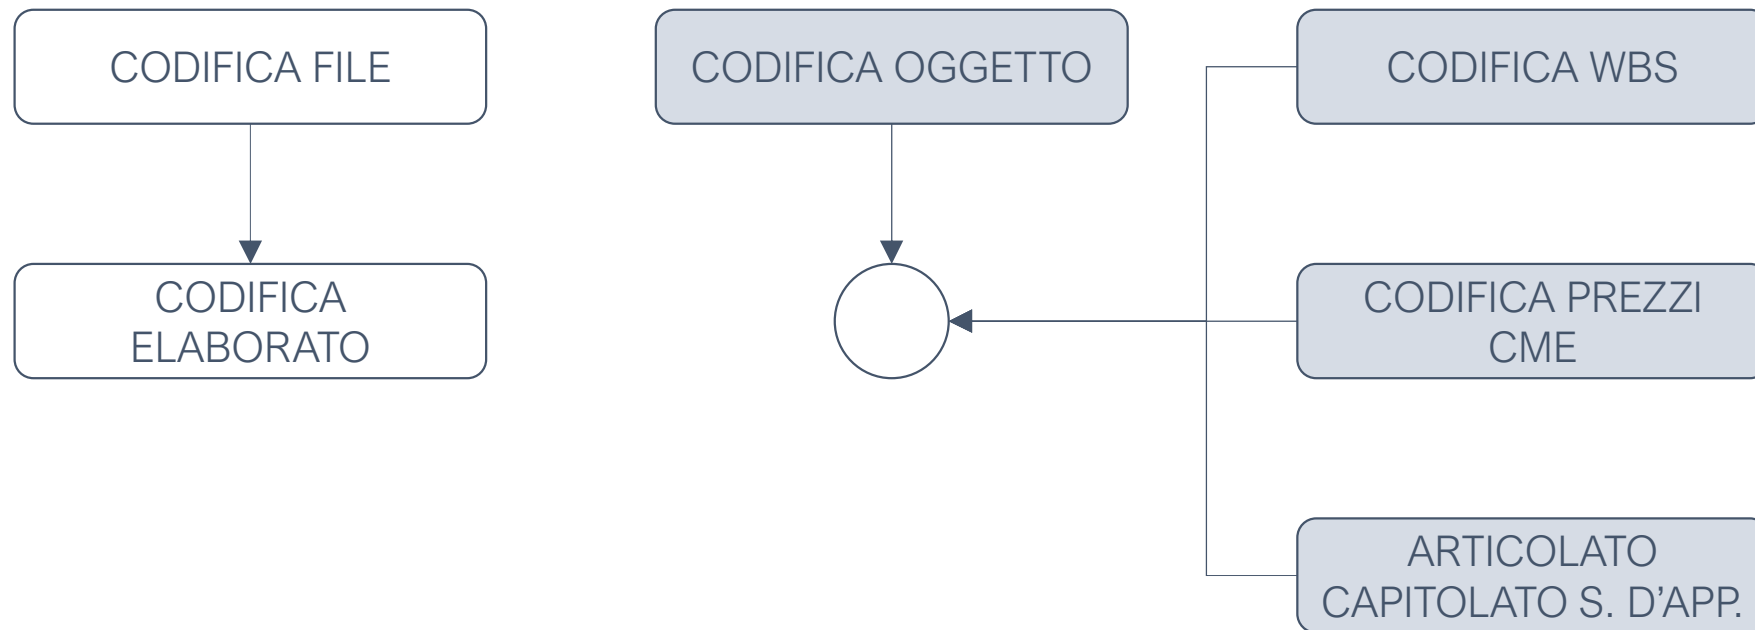 CODIFICA FILE
CODIFICA OGGETTO
CODIFICA WBS
CODIFICA
ELABORATO
CODIFICA PREZZI
CME
ARTICOLATO
CAPITOLATO S. D'APP.